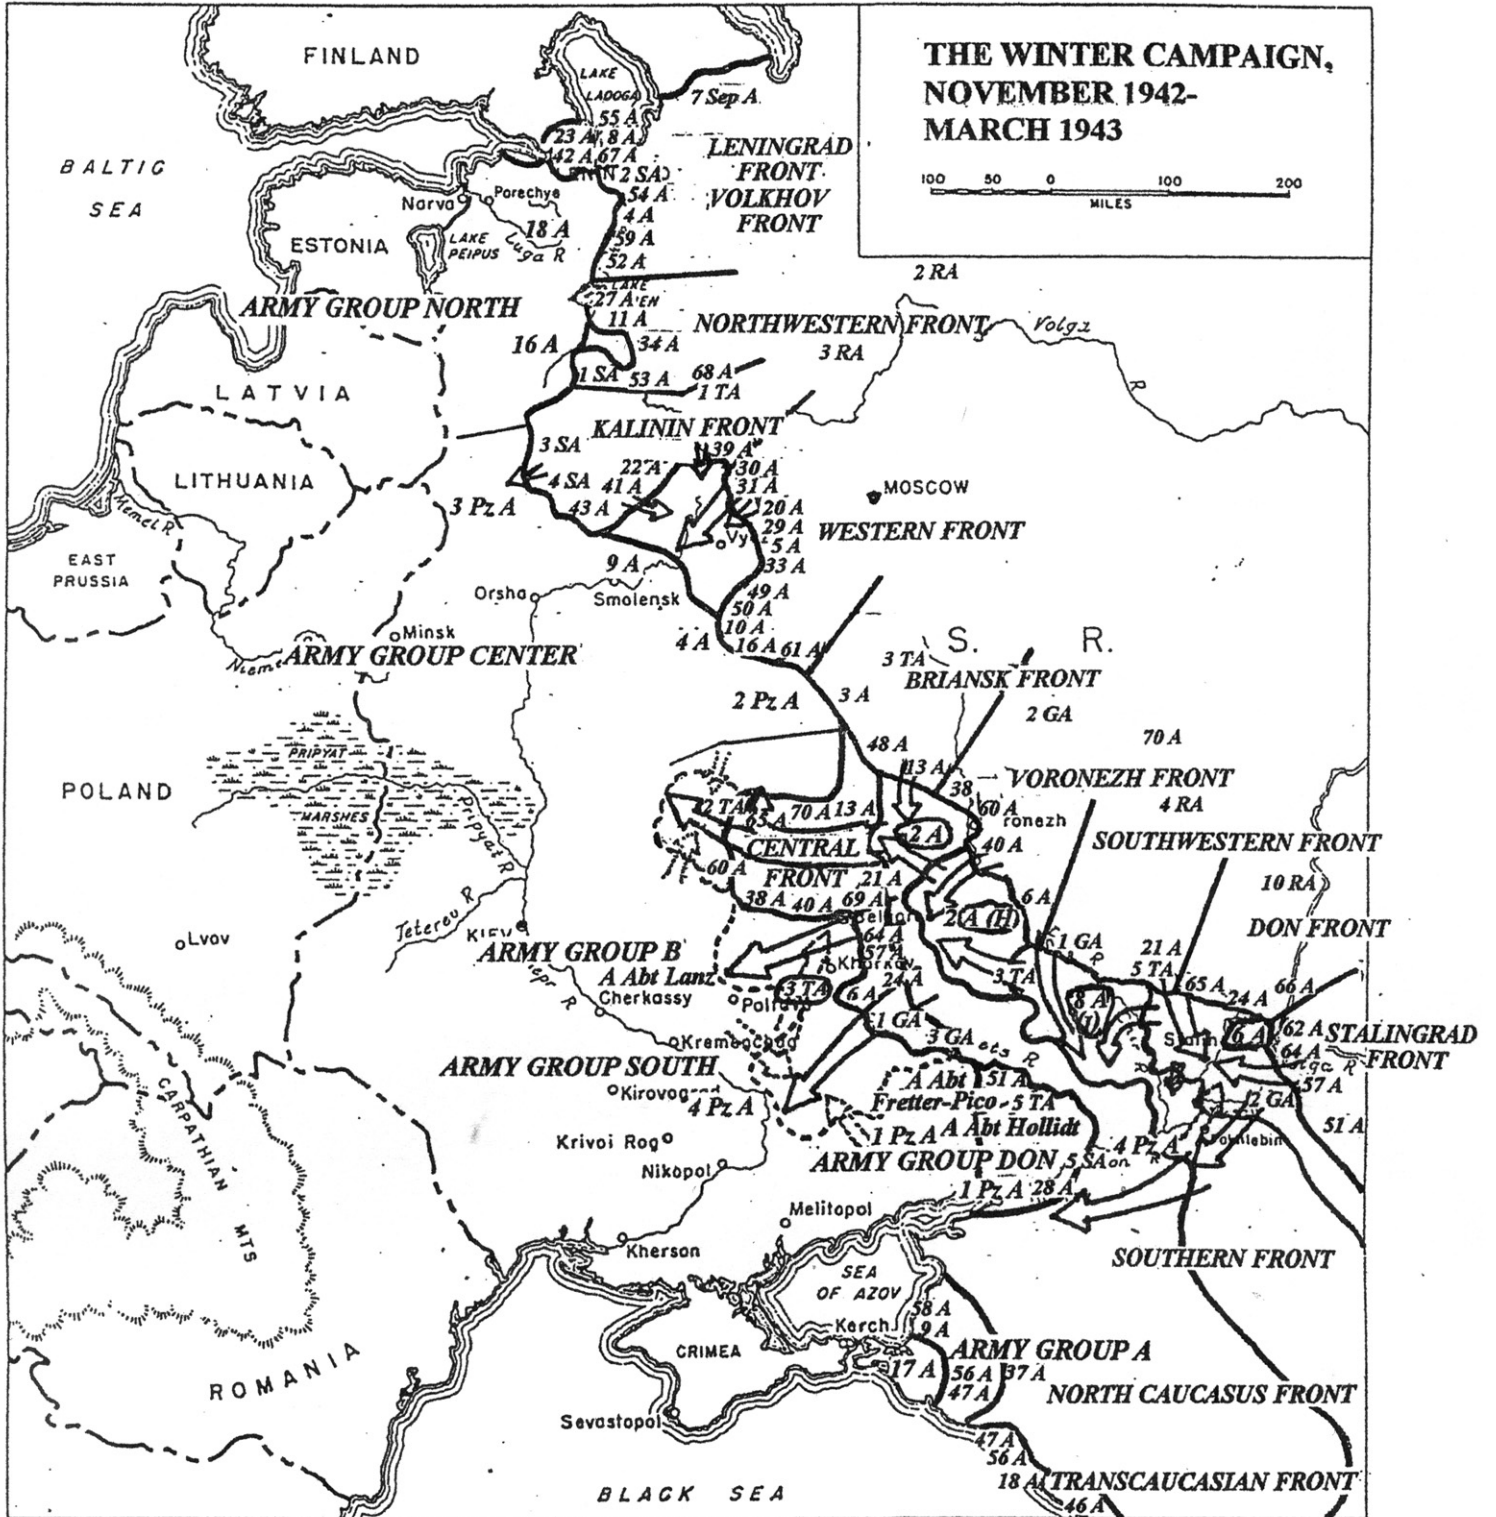 THE WINTER CAMPAIGN,
NOVEMBER 1942-
MARCH 1943
100 50 0 100 200
MILES
FINLAND
LAKE
LADOGA
7 Sep A
55 A
23 A 8 A
42 A 67 A
2 SA
54 A
4 A
59 A
52 A
LENINGRAD
FRONT
VOLKHOV
FRONT
BALTIC
SEA
Narva
Porechye
18 A
Luga R
ESTONIA
LAKE
PEIPUS
2 RA
LAKE
27 A
11 A
34 A
ARMY GROUP NORTH
NORTHWESTERN FRONT
Volga
R
3 RA
16 A
1 SA
53 A
68 A
1 TA
LATVIA
KALININ FRONT
3 SA
39 A
22 A
30 A
4 SA
41 A
31 A
43 A
20 A
29 A
5 A
33 A
3 Pz A
MOSCOW
WESTERN FRONT
LITHUANIA
Memel R
EAST
PRUSSIA
9 A
Vy
Orsha
Smolensk
49 A
50 A
10 A
4 A
16 A
61 A
Minsk
ARMY GROUP CENTER
S. R.
3 TA
BRIANSK FRONT
2 GA
2 Pz A
3 A
70 A
48 A
13 A
38
VORONEZH FRONT
4 RA
PRIPYAT
MARSHES
Pripyat R
POLAND
2 TA
65 A
70 A
13 A
2 A
60 A
ronezh
40 A
SOUTHWESTERN FRONT
CENTRAL
FRONT
60 A
21 A
10 RA
38 A
40 A
69 A
2 A (H)
6 A
DON FRONT
Teterev R
KIEV
Lvov
ARMY GROUP B
A Abt Lanz
64 A
57 A
Kharkov
24 A
3 TA
1 GA
21 A
5 TA
65 A
24 A
66 A
Cherkassy
Poltava
3 TA
6 A
8 A
(I)
6 A
62 A
STALINGRAD
FRONT
64 A
57 A
Kremenchug
1 GA
3 GA
ets R
Stalin
ARMY GROUP SOUTH
Kirovograd
4 Pz A
A Abt
Fretter-Pico
51 A
5 TA
A Abt Hollidt
2 GA
51 A
1 Pz A
Krivoi Rog
Nikopol
4 Pz A
ARMY GROUP DON
5 SA
on R
1 Pz A
28 A
CARPATHIAN
MTS
Melitopol
Kherson
SOUTHERN FRONT
SEA
OF AZOV
58 A
9 A
Kerch
CRIMEA
17 A
ARMY GROUP A
56 A
37 A
47 A
NORTH CAUCASUS FRONT
ROMANIA
Sevastopol
47 A
56 A
18 A
TRANSCAUCASIAN FRONT
46 A
BLACK SEA